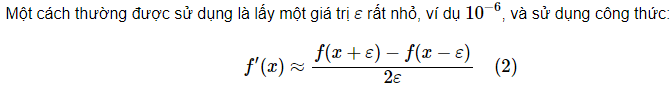 Một cách thường được sử dụng là lấy một giá trị ε rất nhỏ, ví dụ 10⁻⁶, và sử dụng công thức:
f′(x) ≈ \frac{f(x + ε) − f(x − ε)}{2ε} (2)